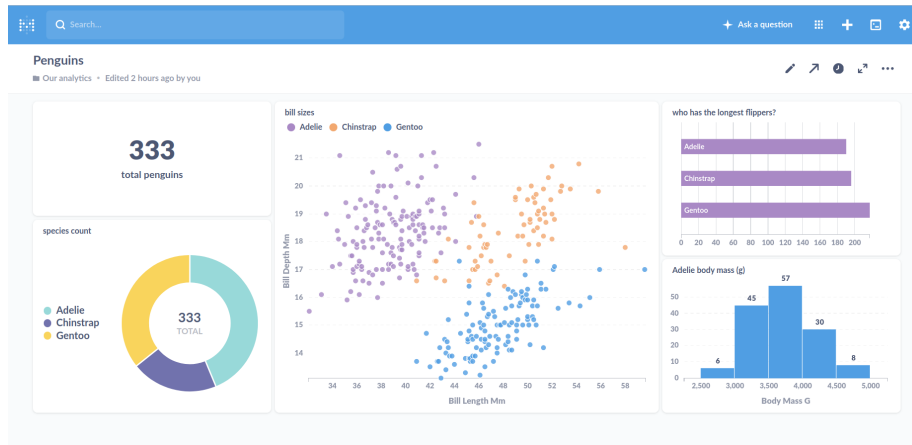 Search...
Ask a question
Penguins
Our analytics • Edited 2 hours ago by you
333
total penguins
species count
Adelie
Chinstrap
Gentoo
333
TOTAL
bill sizes
Adelie Chinstrap Gentoo
Bill Depth Mm
21
20
19
18
17
16
15
14
34 36 38 40 42 44 46 48 50 52 54 56 58
Bill Length Mm
who has the longest flippers?
Adelie
Chinstrap
Gentoo
0 20 40 60 80 100 120 140 160 180 200
Adelie body mass (g)
50
40
30
20
10
0
6
45
57
30
8
2,500 3,000 3,500 4,000 4,500 5,000
Body Mass G